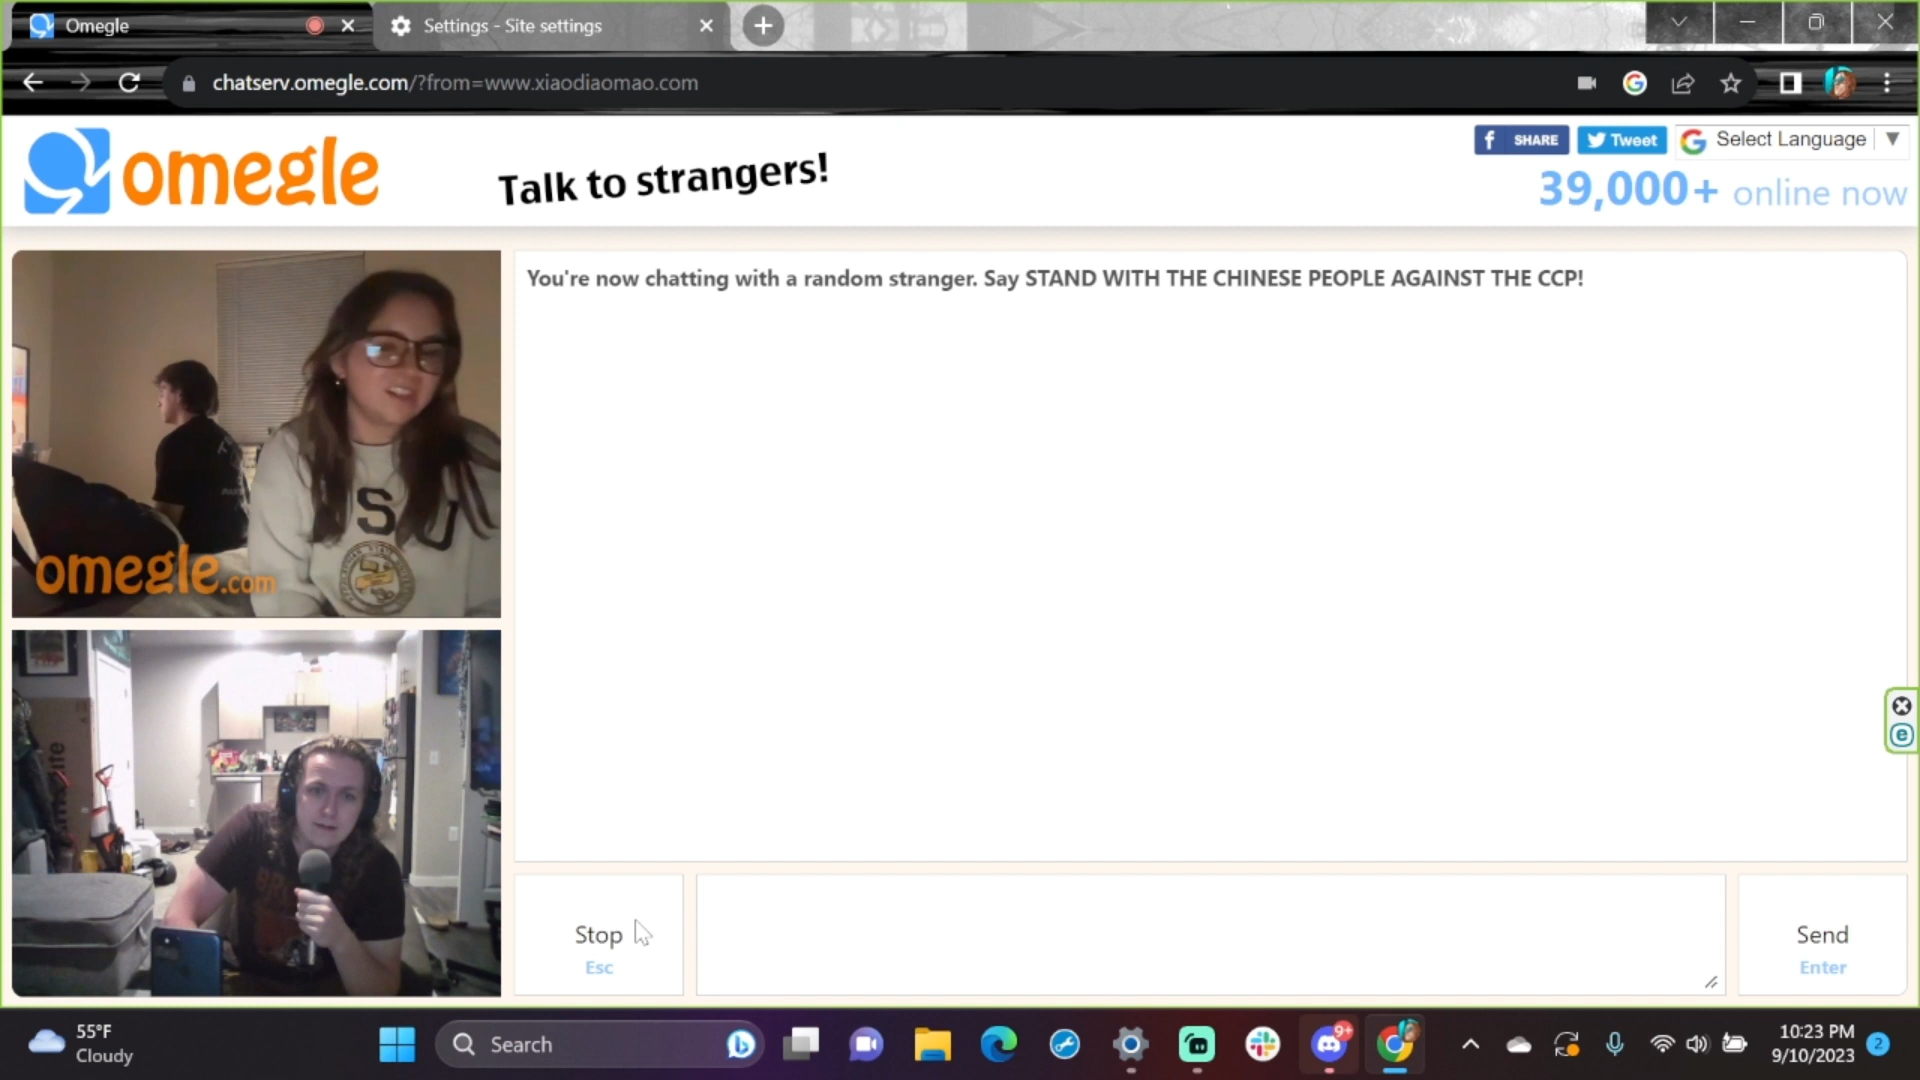 Omegle
Settings - Site settings
chatserv.omegle.com/?from=www.xiaodiaomao.com
omegle
Talk to strangers!
SHARE
Tweet
Select Language
39,000+ online now
You're now chatting with a random stranger. Say STAND WITH THE CHINESE PEOPLE AGAINST THE CCP!
S U
omegle.com
Stop
Esc
Send
Enter
55°F
Cloudy
Search
9+
10:23 PM
9/10/2023
2